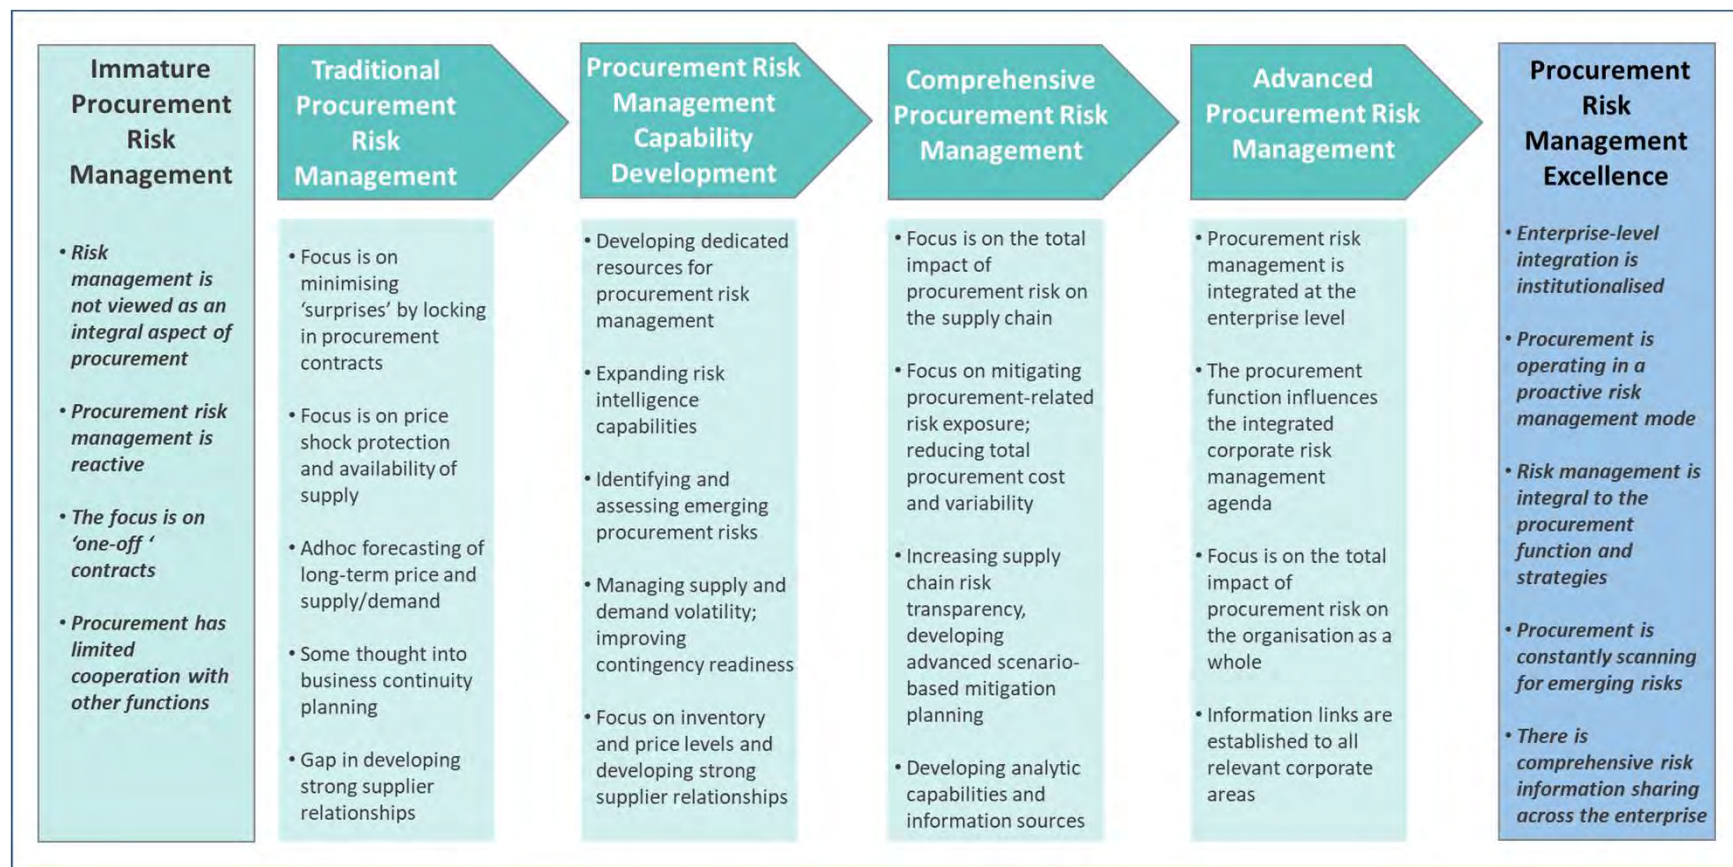 Immature
Procurement
Risk
Management
• Risk
management is
not viewed as an
integral aspect of
procurement
• Procurement risk
management is
reactive
• The focus is on
‘one-off ‘
contracts
• Procurement has
limited
cooperation with
other functions
Traditional
Procurement
Risk
Management
• Focus is on
minimising
‘surprises’ by locking
in procurement
contracts
• Focus is on price
shock protection
and availability of
supply
• Adhoc forecasting of
long-term price and
supply/demand
• Some thought into
business continuity
planning
• Gap in developing
strong supplier
relationships
Procurement Risk
Management
Capability
Development
• Developing dedicated
resources for
procurement risk
management
• Expanding risk
intelligence
capabilities
• Identifying and
assessing emerging
procurement risks
• Managing supply and
demand volatility;
improving
contingency readiness
• Focus on inventory
and price levels and
developing strong
supplier relationships
Comprehensive
Procurement Risk
Management
• Focus is on the total
impact of
procurement risk on
the supply chain
• Focus on mitigating
procurement-related
risk exposure;
reducing total
procurement cost
and variability
• Increasing supply
chain risk
transparency,
developing
advanced scenario-
based mitigation
planning
• Developing analytic
capabilities and
information sources
Advanced
Procurement Risk
Management
• Procurement risk
management is
integrated at the
enterprise level
• The procurement
function influences
the integrated
corporate risk
management
agenda
• Focus is on the total
impact of
procurement risk on
the organisation as a
whole
• Information links are
established to all
relevant corporate
areas
Procurement
Risk
Management
Excellence
• Enterprise-level
integration is
institutionalised
• Procurement is
operating in a
proactive risk
management mode
• Risk management is
integral to the
procurement
function and
strategies
• Procurement is
constantly scanning
for emerging risks
• There is
comprehensive risk
information sharing
across the enterprise